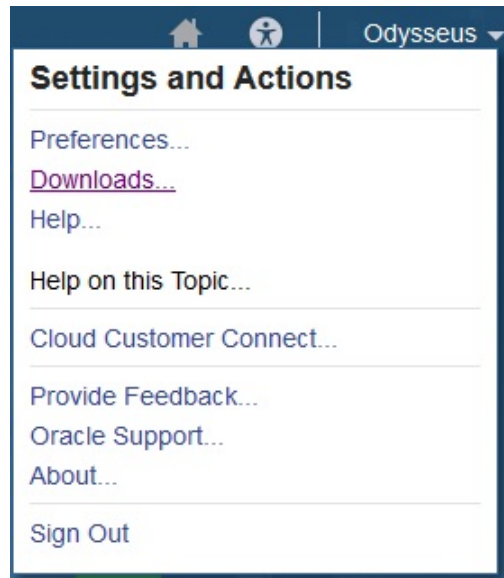 Odysseus
Settings and Actions
Preferences...
Downloads...
Help...
Help on this Topic...
Cloud Customer Connect...
Provide Feedback...
Oracle Support...
About...
Sign Out